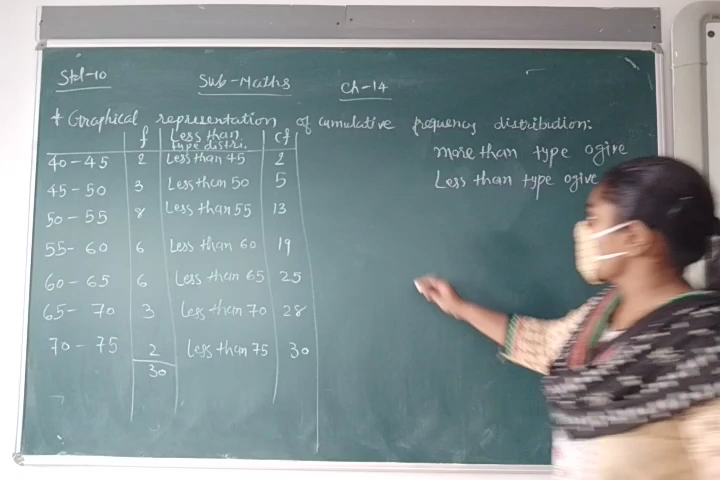 Std-10 Sub-Maths Ch-14
* Graphical representation of cumulative frequency distribution:
f Less than type distri. cf
40-45 2 Less than 45 2
45-50 3 Less than 50 5
50-55 8 Less than 55 13
55-60 6 Less than 60 19
60-65 6 Less than 65 25
65-70 3 Less than 70 28
70-75 2 Less than 75 30
30
More than type ogive
Less than type ogive